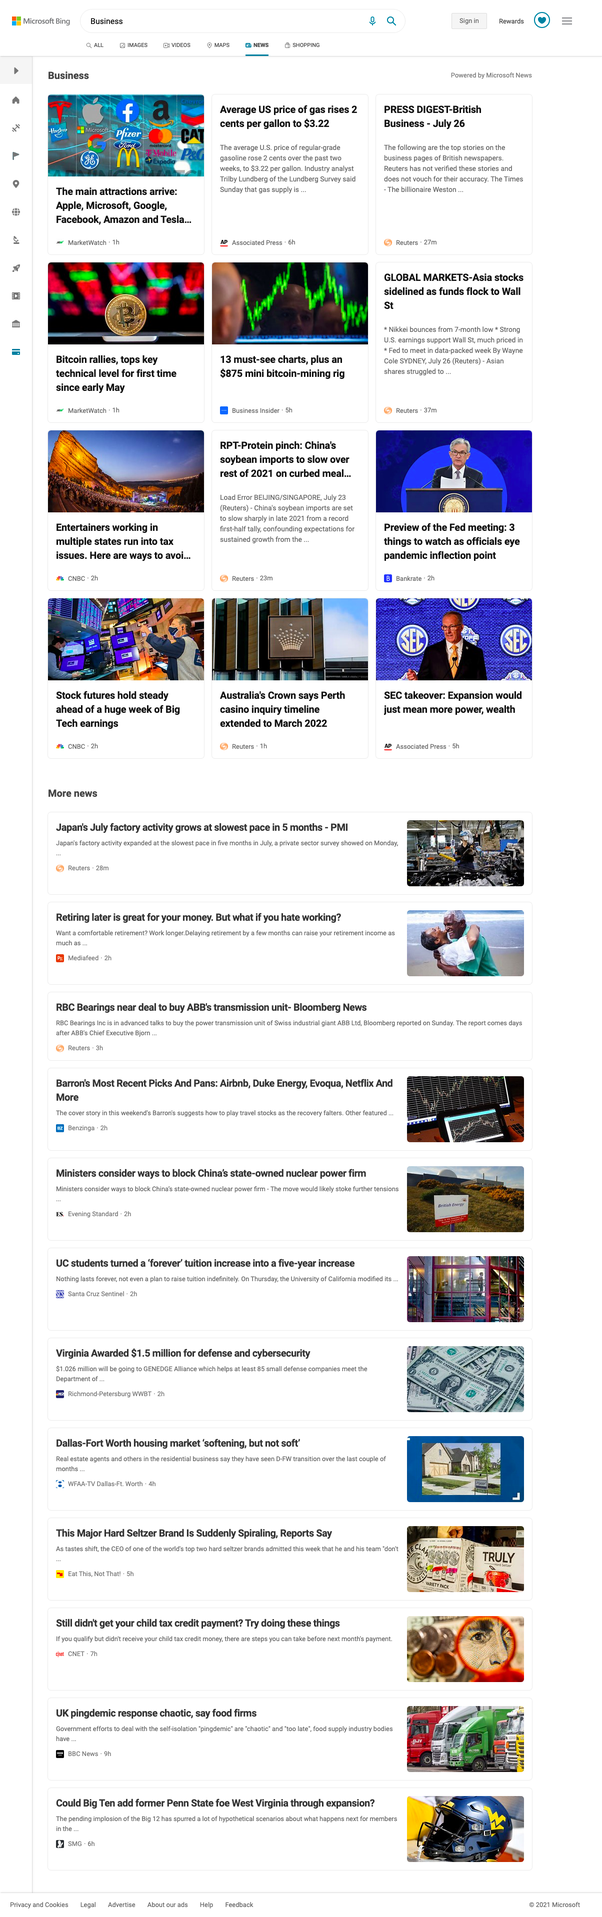 Microsoft Bing
Business
Sign in
Rewards
ALL
IMAGES
VIDEOS
MAPS
NEWS
SHOPPING
Business
Powered by Microsoft News
Microsoft
Pfizer
CAT
Expedia
P&G
The main attractions arrive:
Apple, Microsoft, Google,
Facebook, Amazon and Tesla...
MarketWatch · 1h
Average US price of gas rises 2
cents per gallon to $3.22
The average U.S. price of regular-grade
gasoline rose 2 cents over the past two
weeks, to $3.22 per gallon. Industry analyst
Trilby Lundberg of the Lundberg Survey said
Sunday that gas supply is ...
AP Associated Press · 6h
PRESS DIGEST-British
Business - July 26
The following are the top stories on the
business pages of British newspapers.
Reuters has not verified these stories and
does not vouch for their accuracy. The Times
- The billionaire Weston ...
Reuters · 27m
Bitcoin rallies, tops key
technical level for first time
since early May
MarketWatch · 1h
13 must-see charts, plus an
$875 mini bitcoin-mining rig
Business Insider · 5h
GLOBAL MARKETS-Asia stocks
sidelined as funds flock to Wall
St
* Nikkei bounces from 7-month low * Strong
U.S. earnings support Wall St, much priced in
* Fed to meet in data-packed week By Wayne
Cole SYDNEY, July 26 (Reuters) - Asian
shares struggled to ...
Reuters · 37m
Entertainers working in
multiple states run into tax
issues. Here are ways to avoi...
CNBC · 2h
RPT-Protein pinch: China's
soybean imports to slow over
rest of 2021 on curbed meal...
Load Error BEIJING/SINGAPORE, July 23
(Reuters) - China's soybean imports are set
to slow sharply in late 2021 from a record
first-half tally, confounding expectations for
sustained growth from the ...
Reuters · 23m
Preview of the Fed meeting: 3
things to watch as officials eye
pandemic inflection point
Bankrate · 2h
Stock futures hold steady
ahead of a huge week of Big
Tech earnings
CNBC · 2h
Australia's Crown says Perth
casino inquiry timeline
extended to March 2022
Reuters · 1h
SEC
SEC
SEC takeover: Expansion would
just mean more power, wealth
AP Associated Press · 5h
More news
Japan's July factory activity grows at slowest pace in 5 months - PMI
Japan's factory activity expanded at the slowest pace in five months in July, a private sector survey showed on Monday,
...
Reuters · 28m
Retiring later is great for your money. But what if you hate working?
Want a comfortable retirement? Work longer.Delaying retirement by a few months can raise your retirement income as
much as ...
Mediafeed · 2h
RBC Bearings near deal to buy ABB's transmission unit- Bloomberg News
RBC Bearings Inc is in advanced talks to buy the power transmission unit of Swiss industrial giant ABB Ltd, Bloomberg reported on Sunday. The report comes days
after ABB's Chief Executive Bjorn ...
Reuters · 3h
Barron's Most Recent Picks And Pans: Airbnb, Duke Energy, Evoqua, Netflix And
More
The cover story in this weekend's Barron's suggests how to play travel stocks as the recovery falters. Other featured ...
Benzinga · 2h
Ministers consider ways to block China's state-owned nuclear power firm
Ministers consider ways to block China's state-owned nuclear power firm - The move would likely stoke further tensions
...
ES. Evening Standard · 2h
British Energy
UC students turned a 'forever' tuition increase into a five-year increase
Nothing lasts forever, not even a plan to raise tuition indefinitely. On Thursday, the University of California modified its ...
Santa Cruz Sentinel · 2h
Virginia Awarded $1.5 million for defense and cybersecurity
$1.026 million will be going to GENEDGE Alliance which helps at least 85 small defense companies meet the
Department of ...
Richmond-Petersburg WWBT · 2h
Dallas-Fort Worth housing market 'softening, but not soft'
Real estate agents and others in the residential business say they have seen D-FW transition over the last couple of
months ...
WFAA-TV Dallas-Ft. Worth · 4h
This Major Hard Seltzer Brand Is Suddenly Spiraling, Reports Say
As tastes shift, the CEO of one of the world's top two hard seltzer brands admitted this week that he and his team "don't
...
Eat This, Not That! · 5h
VARIETY PACK
TRULY
Still didn't get your child tax credit payment? Try doing these things
If you qualify but didn't receive your child tax credit money, there are steps you can take before next month's payment.
CNET · 7h
UK pingdemic response chaotic, say food firms
Government efforts to deal with the self-isolation "pingdemic" are "chaotic" and "too late", food supply industry bodies
have ...
BBC News · 9h
Could Big Ten add former Penn State foe West Virginia through expansion?
The pending implosion of the Big 12 has spurred a lot of hypothetical scenarios about what happens next for members
in the ...
SMG · 6h
Privacy and Cookies
Legal
Advertise
About our ads
Help
Feedback
© 2021 Microsoft